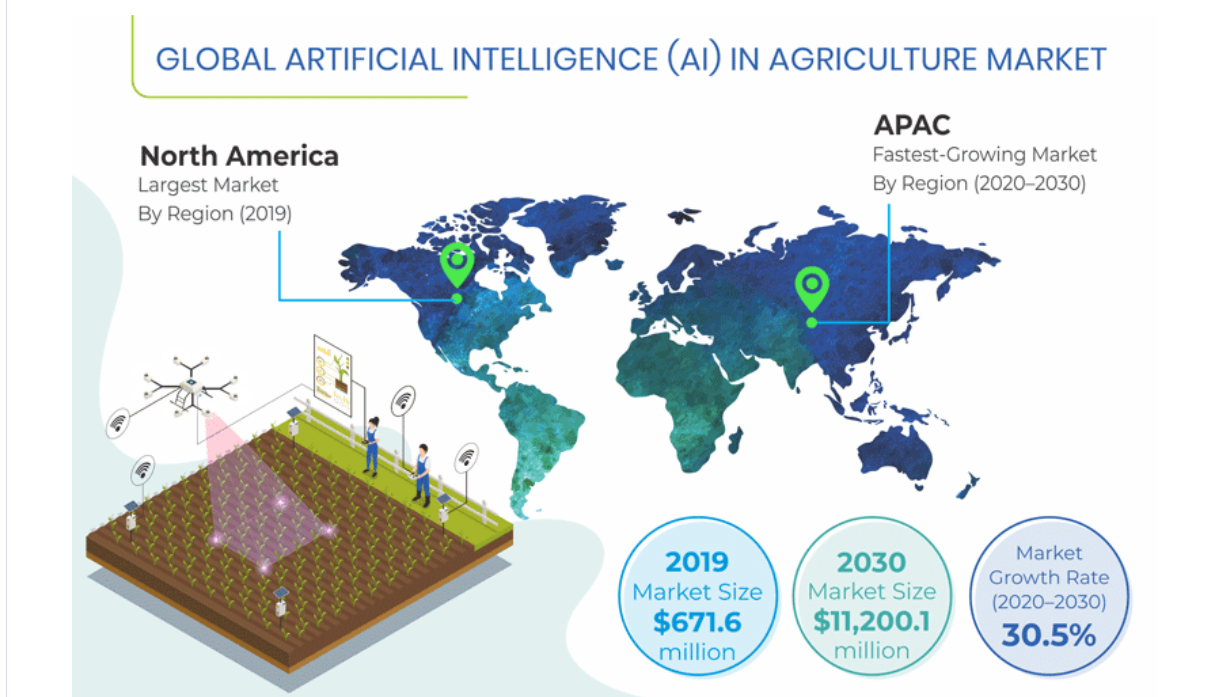 GLOBAL ARTIFICIAL INTELLIGENCE (AI) IN AGRICULTURE MARKET
North America
Largest Market
By Region (2019)
APAC
Fastest-Growing Market
By Region (2020–2030)
2019
Market Size
$671.6
million
2030
Market Size
$11,200.1
million
Market
Growth Rate
(2020–2030)
30.5%